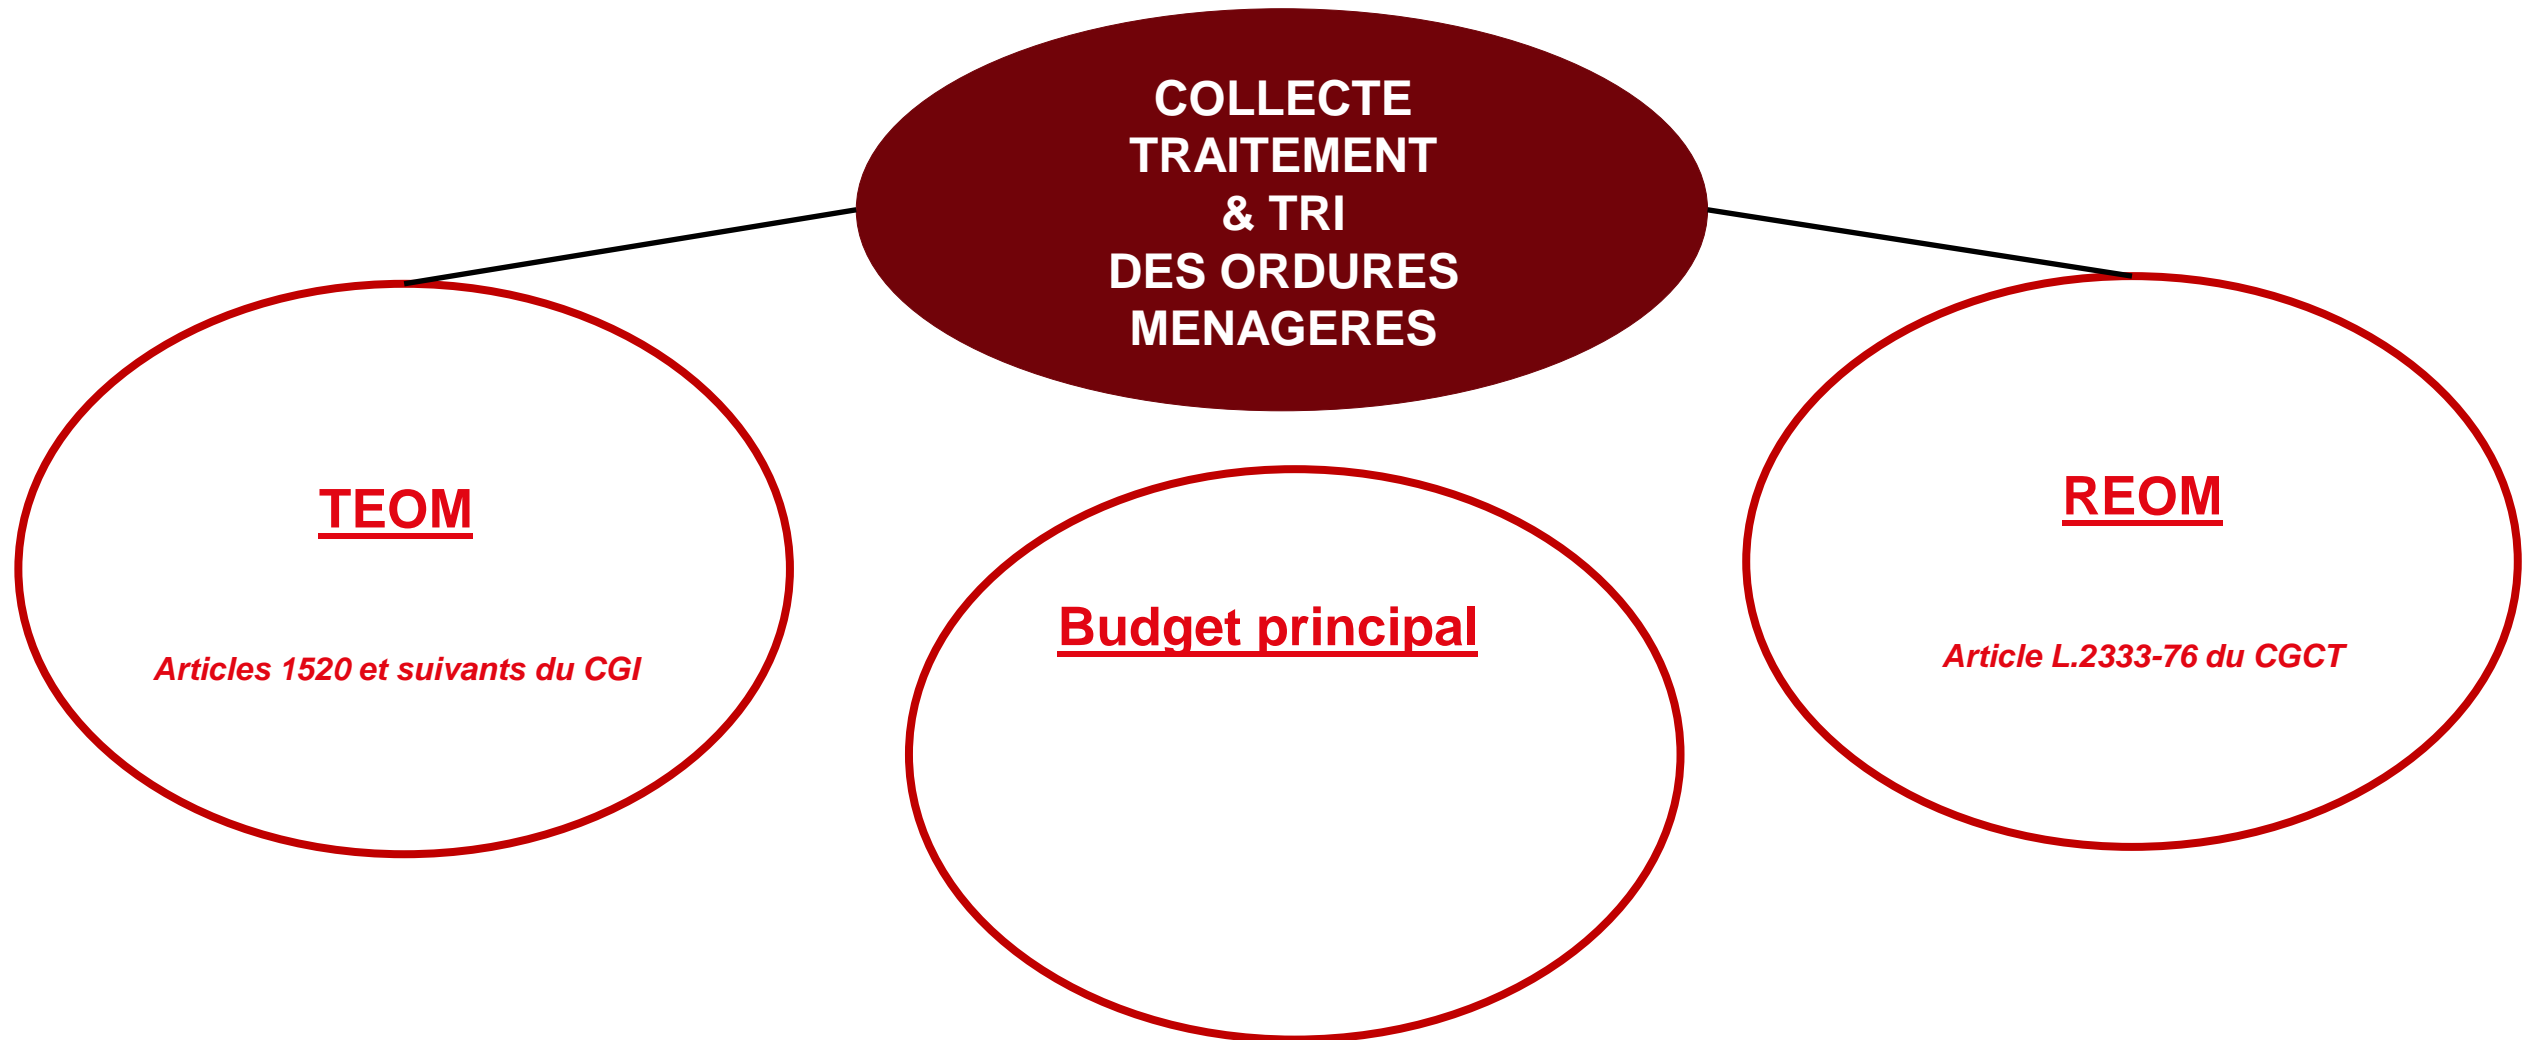 COLLECTE
TRAITEMENT
& TRI
DES ORDURES
MENAGERES
TEOM
Articles 1520 et suivants du CGI
Budget principal
REOM
Article L.2333-76 du CGCT